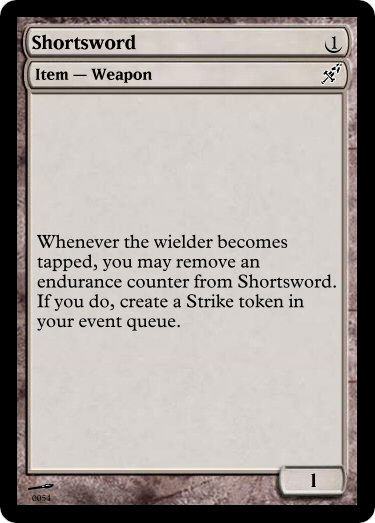 Shortsword 1
Item — Weapon
Whenever the wielder becomes
tapped, you may remove an
endurance counter from Shortsword.
If you do, create a Strike token in
your event queue.
1
0054